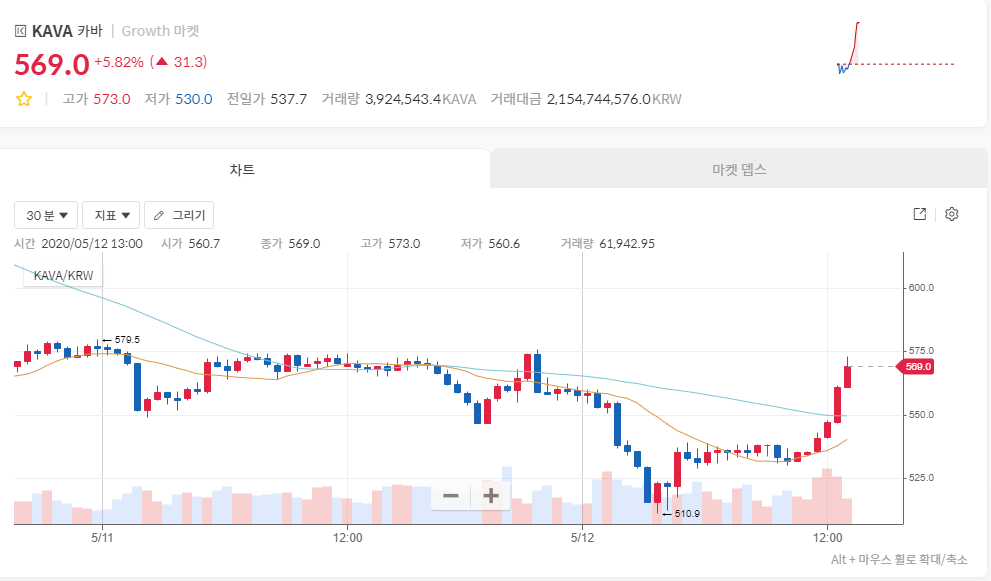 KAVA 카바 | Growth 마켓
569.0 +5.82% (▲ 31.3)
고가 573.0 저가 530.0 전일가 537.7 거래량 3,924,543.4KAVA 거래대금 2,154,744,576.0KRW
차트 마켓 뎁스
30 분 ▼ 지표 ▼ 그리기
시간 2020/05/12 13:00 시가 560.7 종가 569.0 고가 573.0 저가 560.6 거래량 61,942.95
KAVA/KRW
600.0
←579.5
575.0
569.0
550.0
525.0
− +
←510.9
5/11 12:00 5/12 12:00
Alt + 마우스 휠로 확대/축소